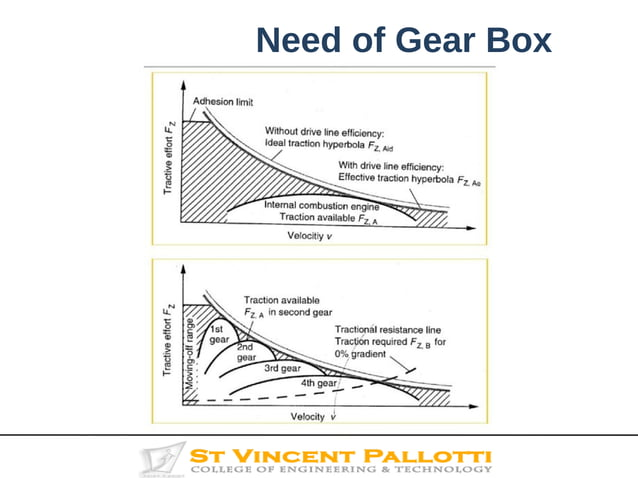 Need of Gear Box
Adhesion limit
Tractive effort FZ
Without drive line efficiency:
Ideal traction hyperbola FZ, Aid
With drive line efficiency:
Effective traction hyperbola FZ, Ae
Internal combustion engine
Traction available FZ, A
Velocitiy v
Tractive effort FZ
Moving-off range
Traction available
FZ, A in second gear
1st
gear
2nd
gear
3rd gear
4th gear
Tractional resistance line
Traction required FZ, B for
0% gradient
Velocity v
ST VINCENT PALLOTTI
COLLEGE OF ENGINEERING & TECHNOLOGY